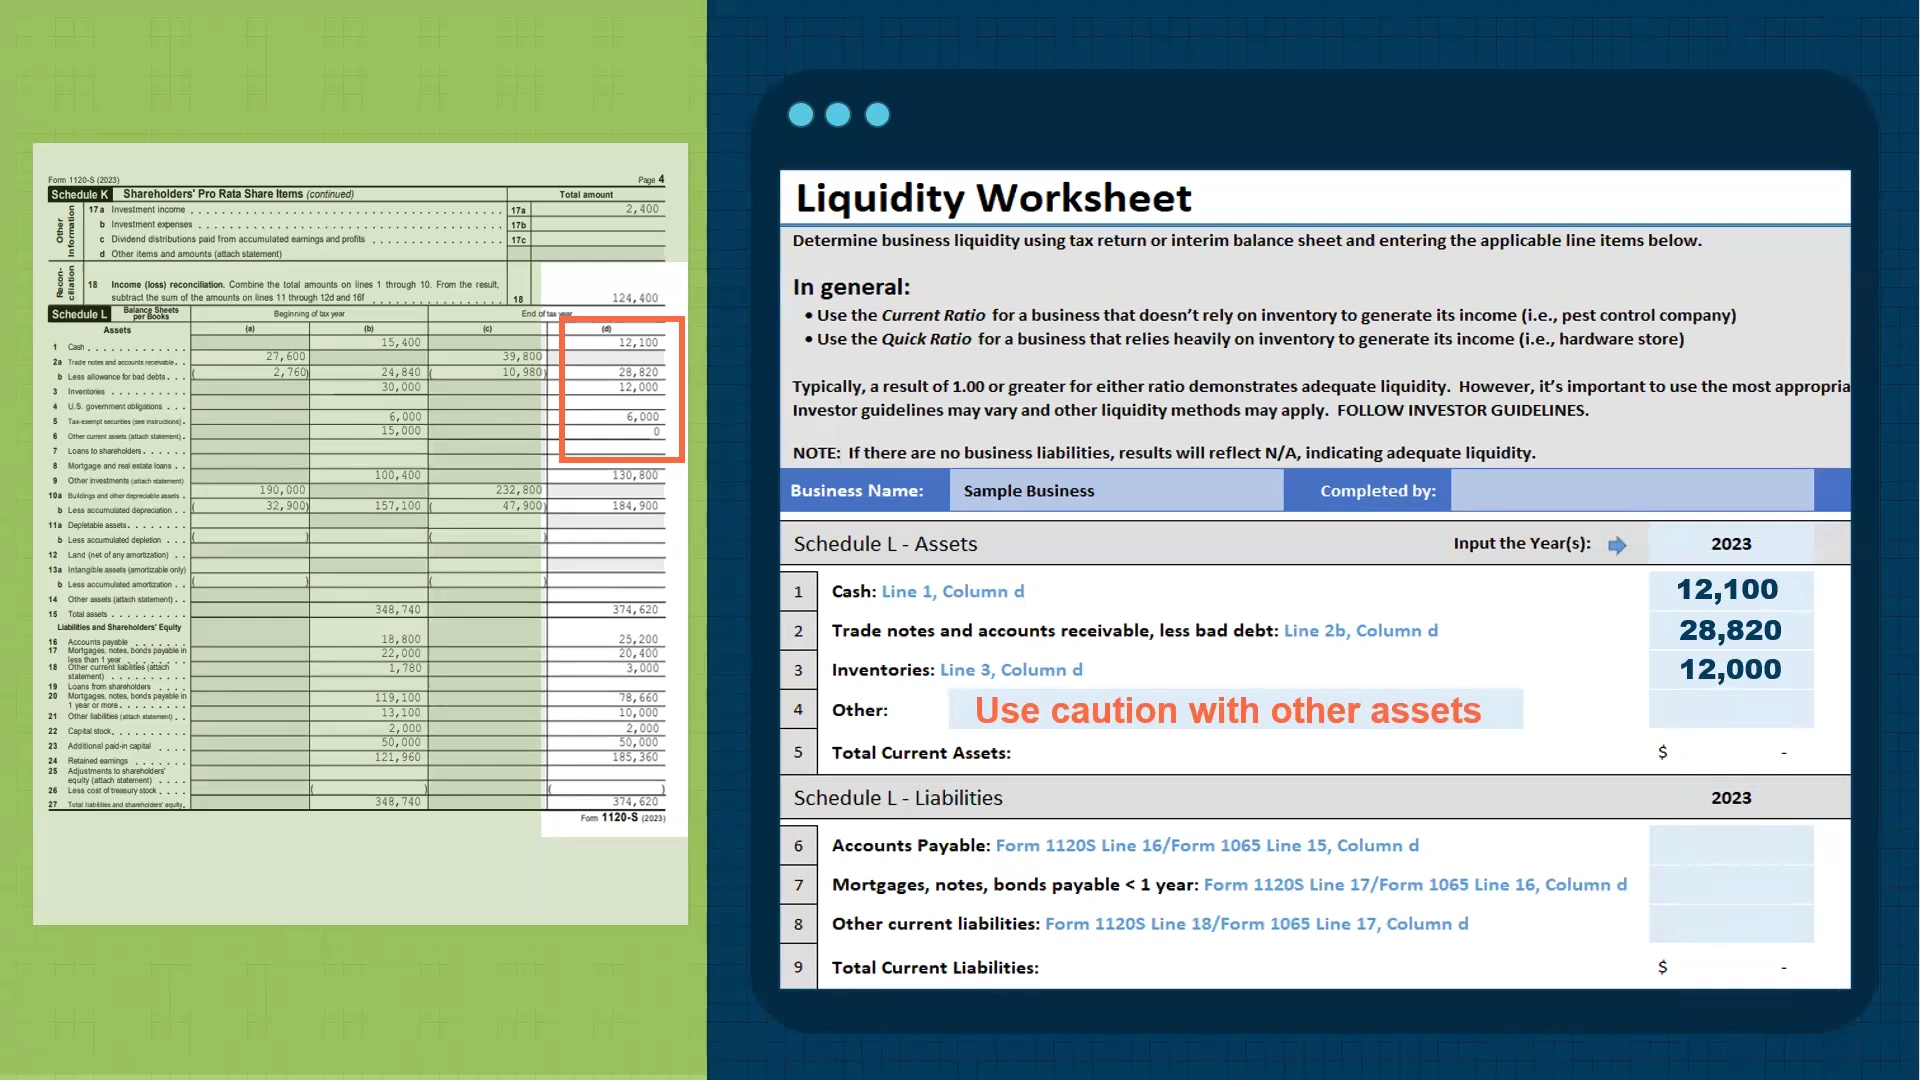 Form 1120-S (2023) Page 4
Schedule K Shareholders' Pro Rata Share Items (continued) Total amount
Other Information
17a Investment income 17a 2,400
b Investment expenses 17b
c Dividend distributions paid from accumulated earnings and profits 17c
d Other items and amounts (attach statement)
Recon-ciliation
18 Income (loss) reconciliation. Combine the total amounts on lines 1 through 10. From the result,
subtract the sum of the amounts on lines 11 through 12d and 16f 18 124,400
Schedule L Balance Sheets per Books Beginning of tax year End of tax year
Assets (a) (b) (c) (d)
1 Cash 15,400 12,100
2a Trade notes and accounts receivable 27,600 39,800
b Less allowance for bad debts ( 2,760) 24,840 ( 10,980) 28,820
3 Inventories 30,000 12,000
4 U.S. government obligations
5 Tax-exempt securities (see instructions) 6,000 6,000
6 Other current assets (attach statement) 15,000 0
7 Loans to shareholders
8 Mortgage and real estate loans
9 Other investments (attach statement) 100,400 130,800
10a Buildings and other depreciable assets 190,000 232,800
b Less accumulated depreciation ( 32,900) 157,100 ( 47,900) 184,900
11a Depletable assets
b Less accumulated depletion ( ) ( )
12 Land (net of any amortization)
13a Intangible assets (amortizable only)
b Less accumulated amortization ( ) ( )
14 Other assets (attach statement)
15 Total assets 348,740 374,620
Liabilities and Shareholders' Equity
16 Accounts payable 18,800 25,200
17 Mortgages, notes, bonds payable in less than 1 year 22,000 20,400
18 Other current liabilities (attach statement) 1,780 3,000
19 Loans from shareholders
20 Mortgages, notes, bonds payable in 1 year or more 119,100 78,660
21 Other liabilities (attach statement) 13,100 10,000
22 Capital stock 2,000 2,000
23 Additional paid-in capital 50,000 50,000
24 Retained earnings 121,960 185,360
25 Adjustments to shareholders' equity (attach statement)
26 Less cost of treasury stock ( ) ( )
27 Total liabilities and shareholders' equity 348,740 374,620
Form 1120-S (2023)
Liquidity Worksheet
Determine business liquidity using tax return or interim balance sheet and entering the applicable line items below.
In general:
• Use the Current Ratio for a business that doesn't rely on inventory to generate its income (i.e., pest control company)
• Use the Quick Ratio for a business that relies heavily on inventory to generate its income (i.e., hardware store)
Typically, a result of 1.00 or greater for either ratio demonstrates adequate liquidity. However, it's important to use the most appropria
Investor guidelines may vary and other liquidity methods may apply. FOLLOW INVESTOR GUIDELINES.
NOTE: If there are no business liabilities, results will reflect N/A, indicating adequate liquidity.
Business Name: Sample Business Completed by:
Schedule L - Assets Input the Year(s): 2023
1 Cash: Line 1, Column d 12,100
2 Trade notes and accounts receivable, less bad debt: Line 2b, Column d 28,820
3 Inventories: Line 3, Column d 12,000
4 Other: Use caution with other assets
5 Total Current Assets: $ -
Schedule L - Liabilities 2023
6 Accounts Payable: Form 1120S Line 16/Form 1065 Line 15, Column d
7 Mortgages, notes, bonds payable < 1 year: Form 1120S Line 17/Form 1065 Line 16, Column d
8 Other current liabilities: Form 1120S Line 18/Form 1065 Line 17, Column d
9 Total Current Liabilities: $ -